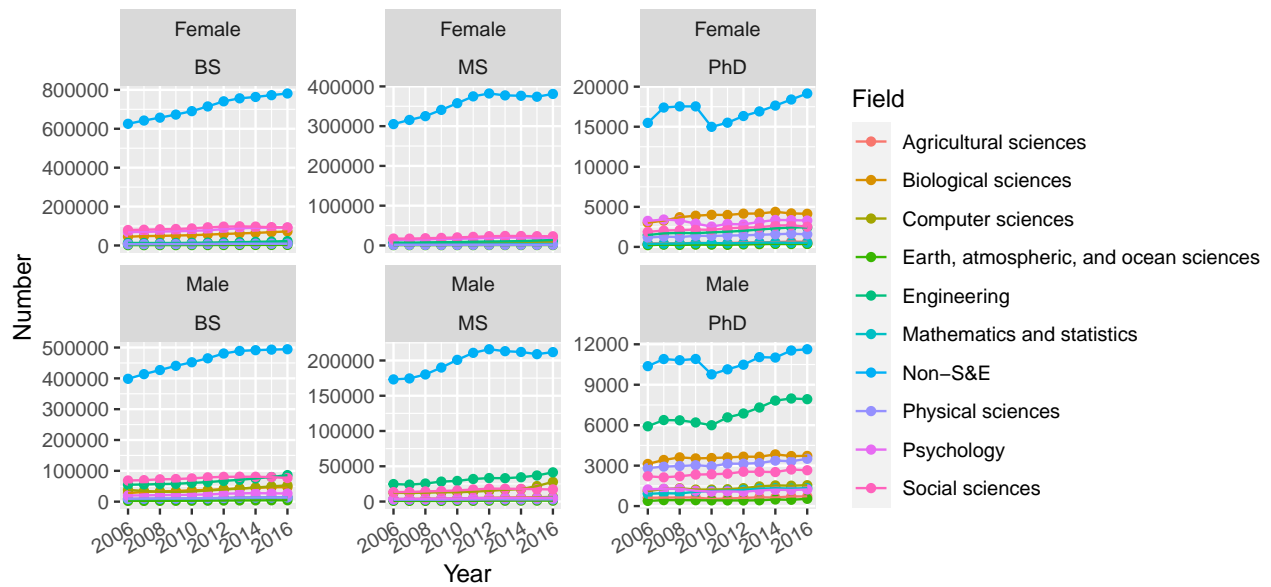 Female
BS
Female
MS
Female
PhD
800000
600000
400000
200000
0
400000
300000
200000
100000
0
20000
15000
10000
5000
0
Male
BS
Male
MS
Male
PhD
500000
400000
300000
200000
100000
0
200000
150000
100000
50000
0
12000
9000
6000
3000
0
2006
2008
2010
2012
2014
2016
2006
2008
2010
2012
2014
2016
2006
2008
2010
2012
2014
2016
Number
Year
Field
Agricultural sciences
Biological sciences
Computer sciences
Earth, atmospheric, and ocean sciences
Engineering
Mathematics and statistics
Non−S&E
Physical sciences
Psychology
Social sciences